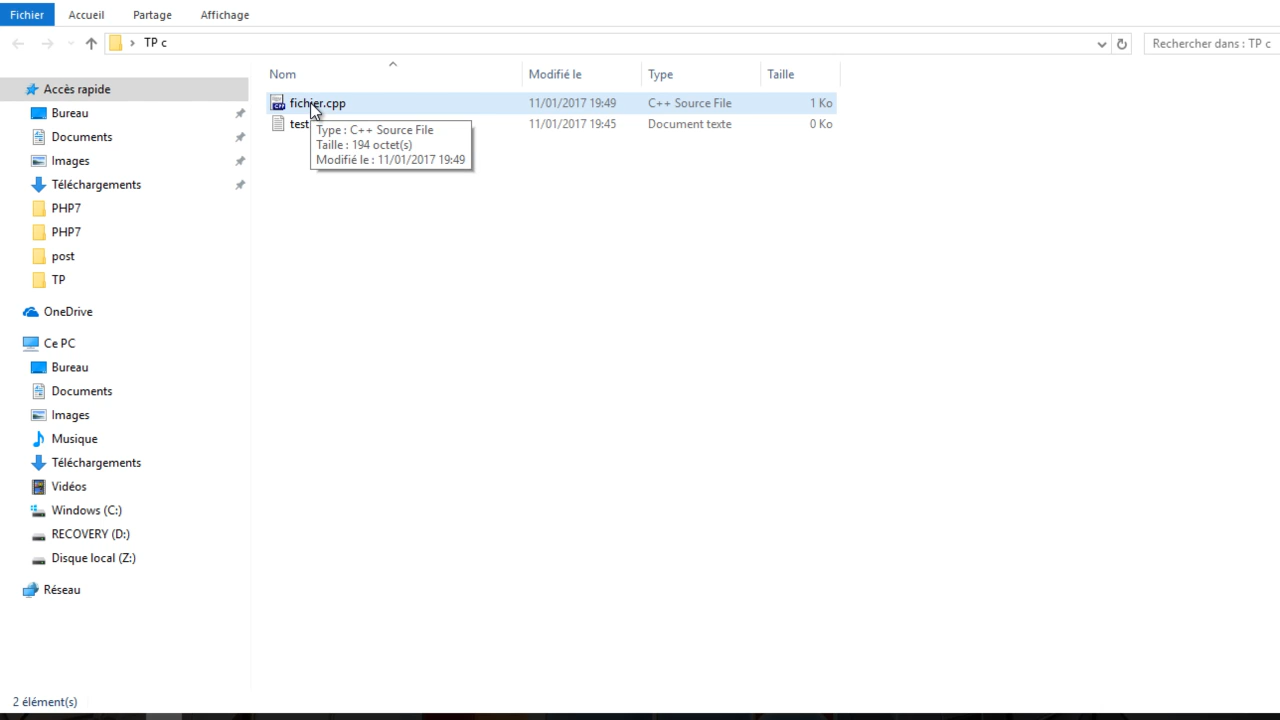 Fichier Accueil Partage Affichage
TP c
Rechercher dans : TP c
Nom Modifié le Type Taille
fichier.cpp 11/01/2017 19:49 C++ Source File 1 Ko
test 11/01/2017 19:45 Document texte 0 Ko
Type : C++ Source File
Taille : 194 octet(s)
Modifié le : 11/01/2017 19:49
Accès rapide
Bureau
Documents
Images
Téléchargements
PHP7
PHP7
post
TP
OneDrive
Ce PC
Bureau
Documents
Images
Musique
Téléchargements
Vidéos
Windows (C:)
RECOVERY (D:)
Disque local (Z:)
Réseau
2 élément(s)